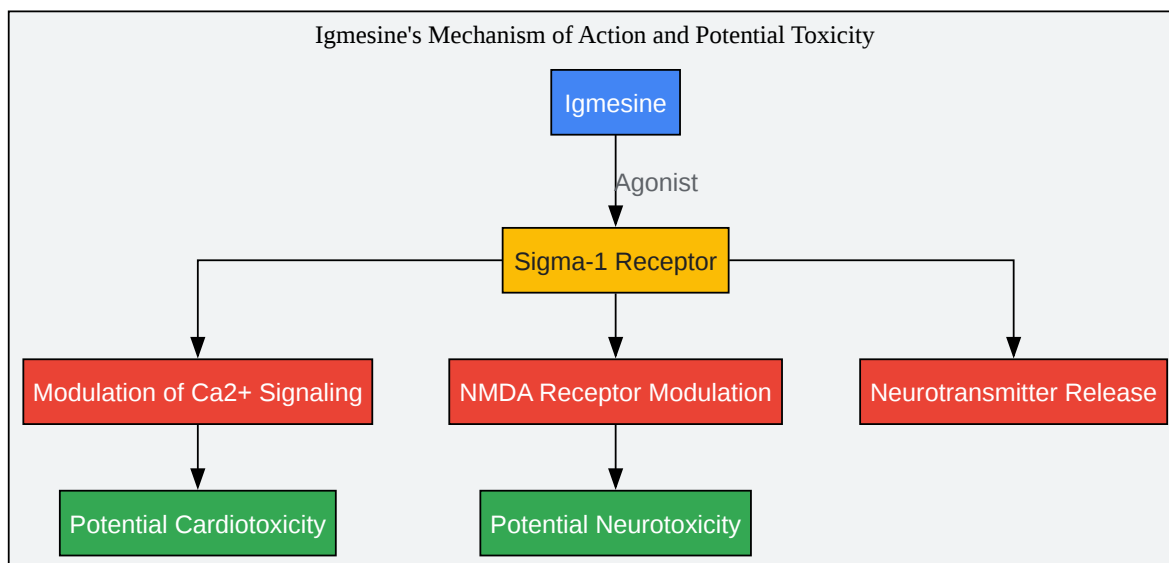 Igmesine's Mechanism of Action and Potential Toxicity
Igmesine
Agonist
Sigma-1 Receptor
Modulation of Ca2+ Signaling
NMDA Receptor Modulation
Neurotransmitter Release
Potential Cardiotoxicity
Potential Neurotoxicity